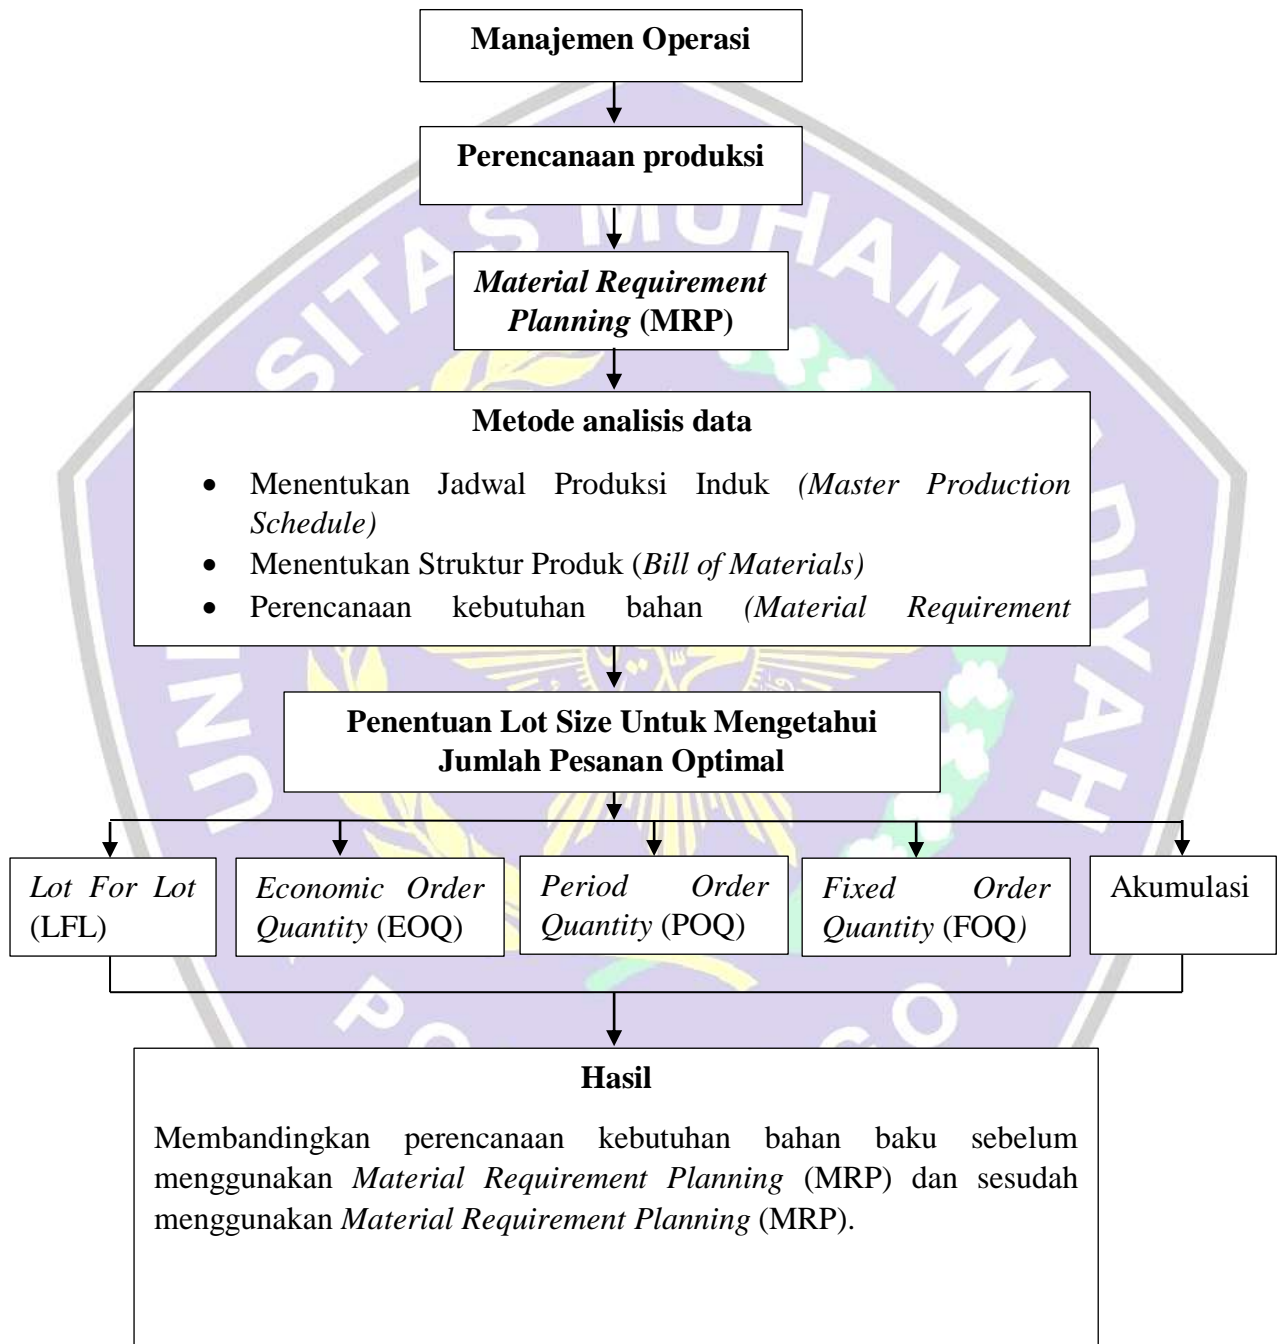 Manajemen Operasi
Perencanaan produksi
Material Requirement
Planning (MRP)
Metode analisis data
• Menentukan Jadwal Produksi Induk (Master Production
Schedule)
• Menentukan Struktur Produk (Bill of Materials)
• Perencanaan kebutuhan bahan (Material Requirement
Penentuan Lot Size Untuk Mengetahui
Jumlah Pesanan Optimal
Lot For Lot
(LFL)
Economic Order
Quantity (EOQ)
Period Order
Quantity (POQ)
Fixed Order
Quantity (FOQ)
Akumulasi
Hasil
Membandingkan perencanaan kebutuhan bahan baku sebelum
menggunakan Material Requirement Planning (MRP) dan sesudah
menggunakan Material Requirement Planning (MRP).
MUHAMMADIYAH